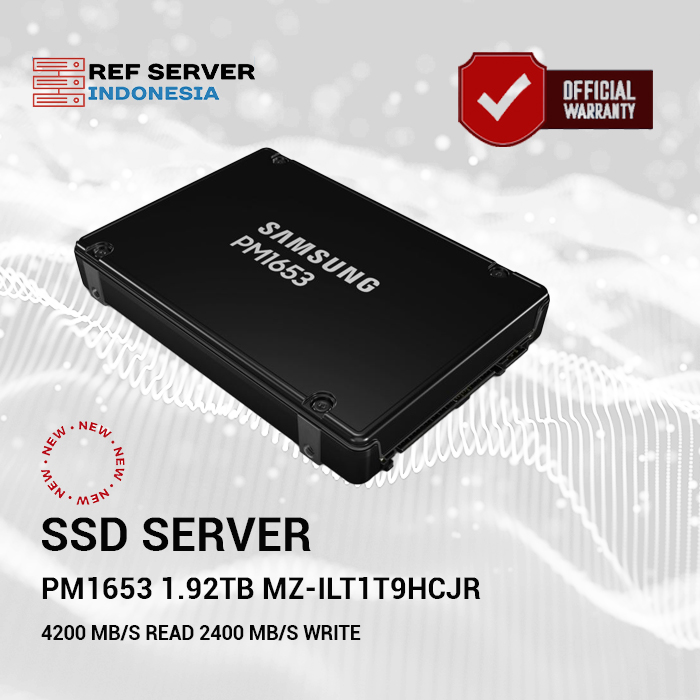 REF SERVER
INDONESIA
OFFICIAL
WARRANTY
SAMSUNG
PM1653
NEW • NEW • NEW • NEW • NEW •
SSD SERVER
PM1653 1.92TB MZ-ILT1T9HCJR
4200 MB/S READ 2400 MB/S WRITE